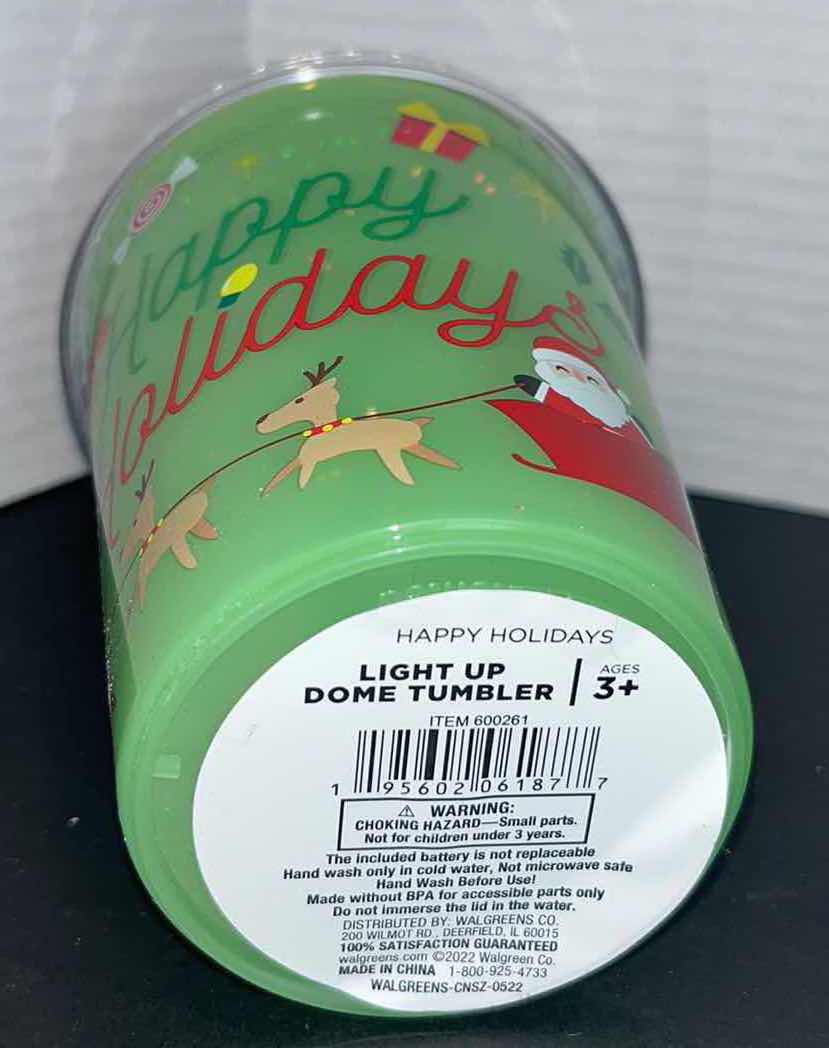 Happy
Holidays
HAPPY HOLIDAYS
LIGHT UP
DOME TUMBLER
AGES
3+
ITEM 600261
1 95602 06187 7
⚠ WARNING:
CHOKING HAZARD—Small parts.
Not for children under 3 years.
The included battery is not replaceable
Hand wash only in cold water, Not microwave safe
Hand Wash Before Use!
Made without BPA for accessible parts only
Do not immerse the lid in the water.
DISTRIBUTED BY: WALGREENS CO.
200 WILMOT RD., DEERFIELD, IL 60015
100% SATISFACTION GUARANTEED
walgreens.com ©2022 Walgreen Co.
MADE IN CHINA 1-800-925-4733
WALGREENS-CNSZ-0522